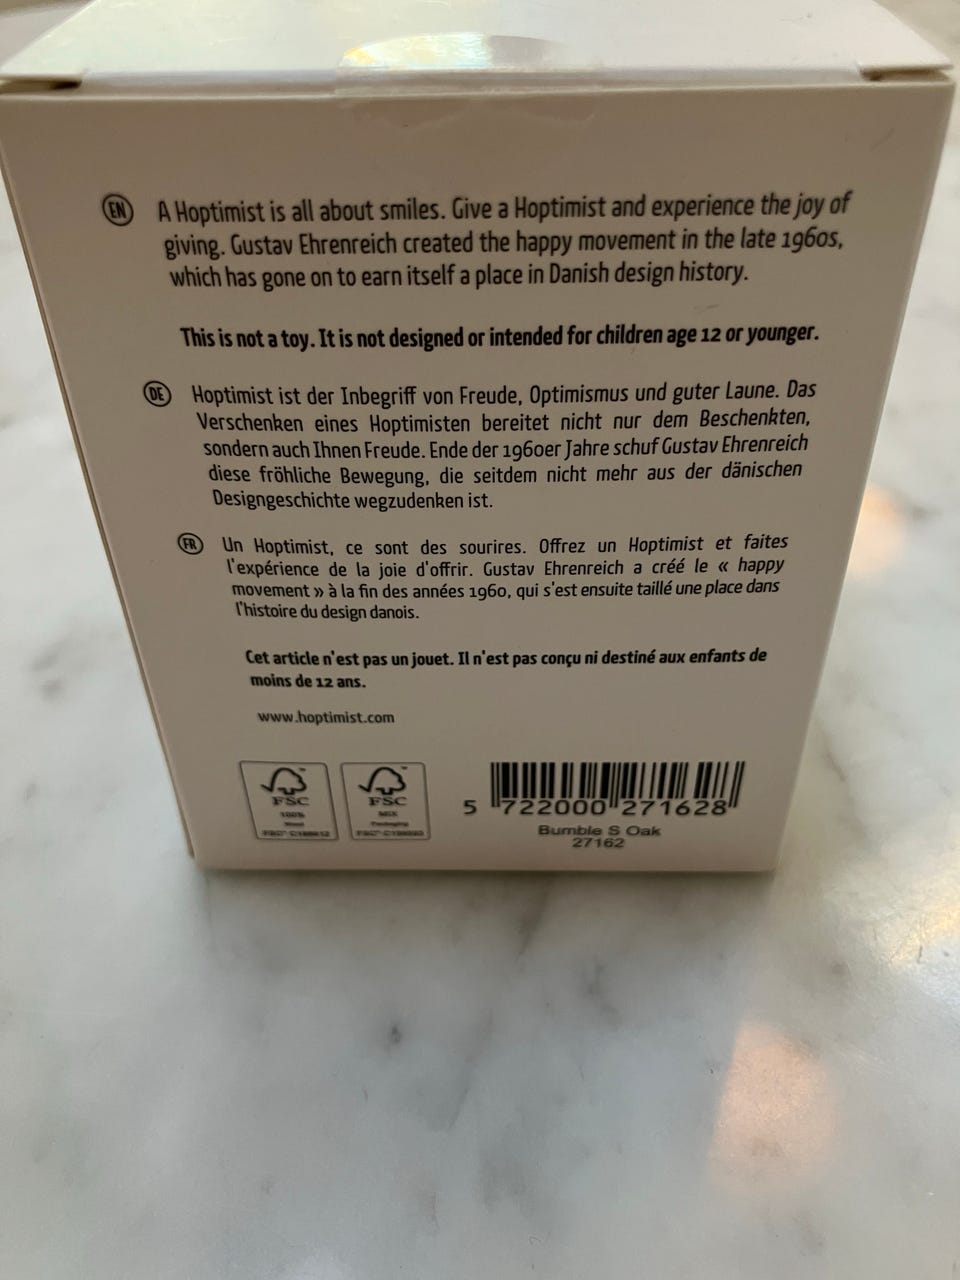 EN A Hoptimist is all about smiles. Give a Hoptimist and experience the joy of
giving. Gustav Ehrenreich created the happy movement in the late 1960s,
which has gone on to earn itself a place in Danish design history.
This is not a toy. It is not designed or intended for children age 12 or younger.
DE Hoptimist ist der Inbegriff von Freude, Optimismus und guter Laune. Das
Verschenken eines Hoptimisten bereitet nicht nur dem Beschenkten,
sondern auch Ihnen Freude. Ende der 1960er Jahre schuf Gustav Ehrenreich
diese fröhliche Bewegung, die seitdem nicht mehr aus der dänischen
Designgeschichte wegzudenken ist.
FR Un Hoptimist, ce sont des sourires. Offrez un Hoptimist et faites
l'expérience de la joie d'offrir. Gustav Ehrenreich a créé le « happy
movement » à la fin des années 1960, qui s'est ensuite taillé une place dans
l'histoire du design danois.
Cet article n'est pas un jouet. Il n'est pas conçu ni destiné aux enfants de
moins de 12 ans.
www.hoptimist.com
FSC
100%
FSC
MIX
Packaging
5 722000 271628
Bumble S Oak
27162